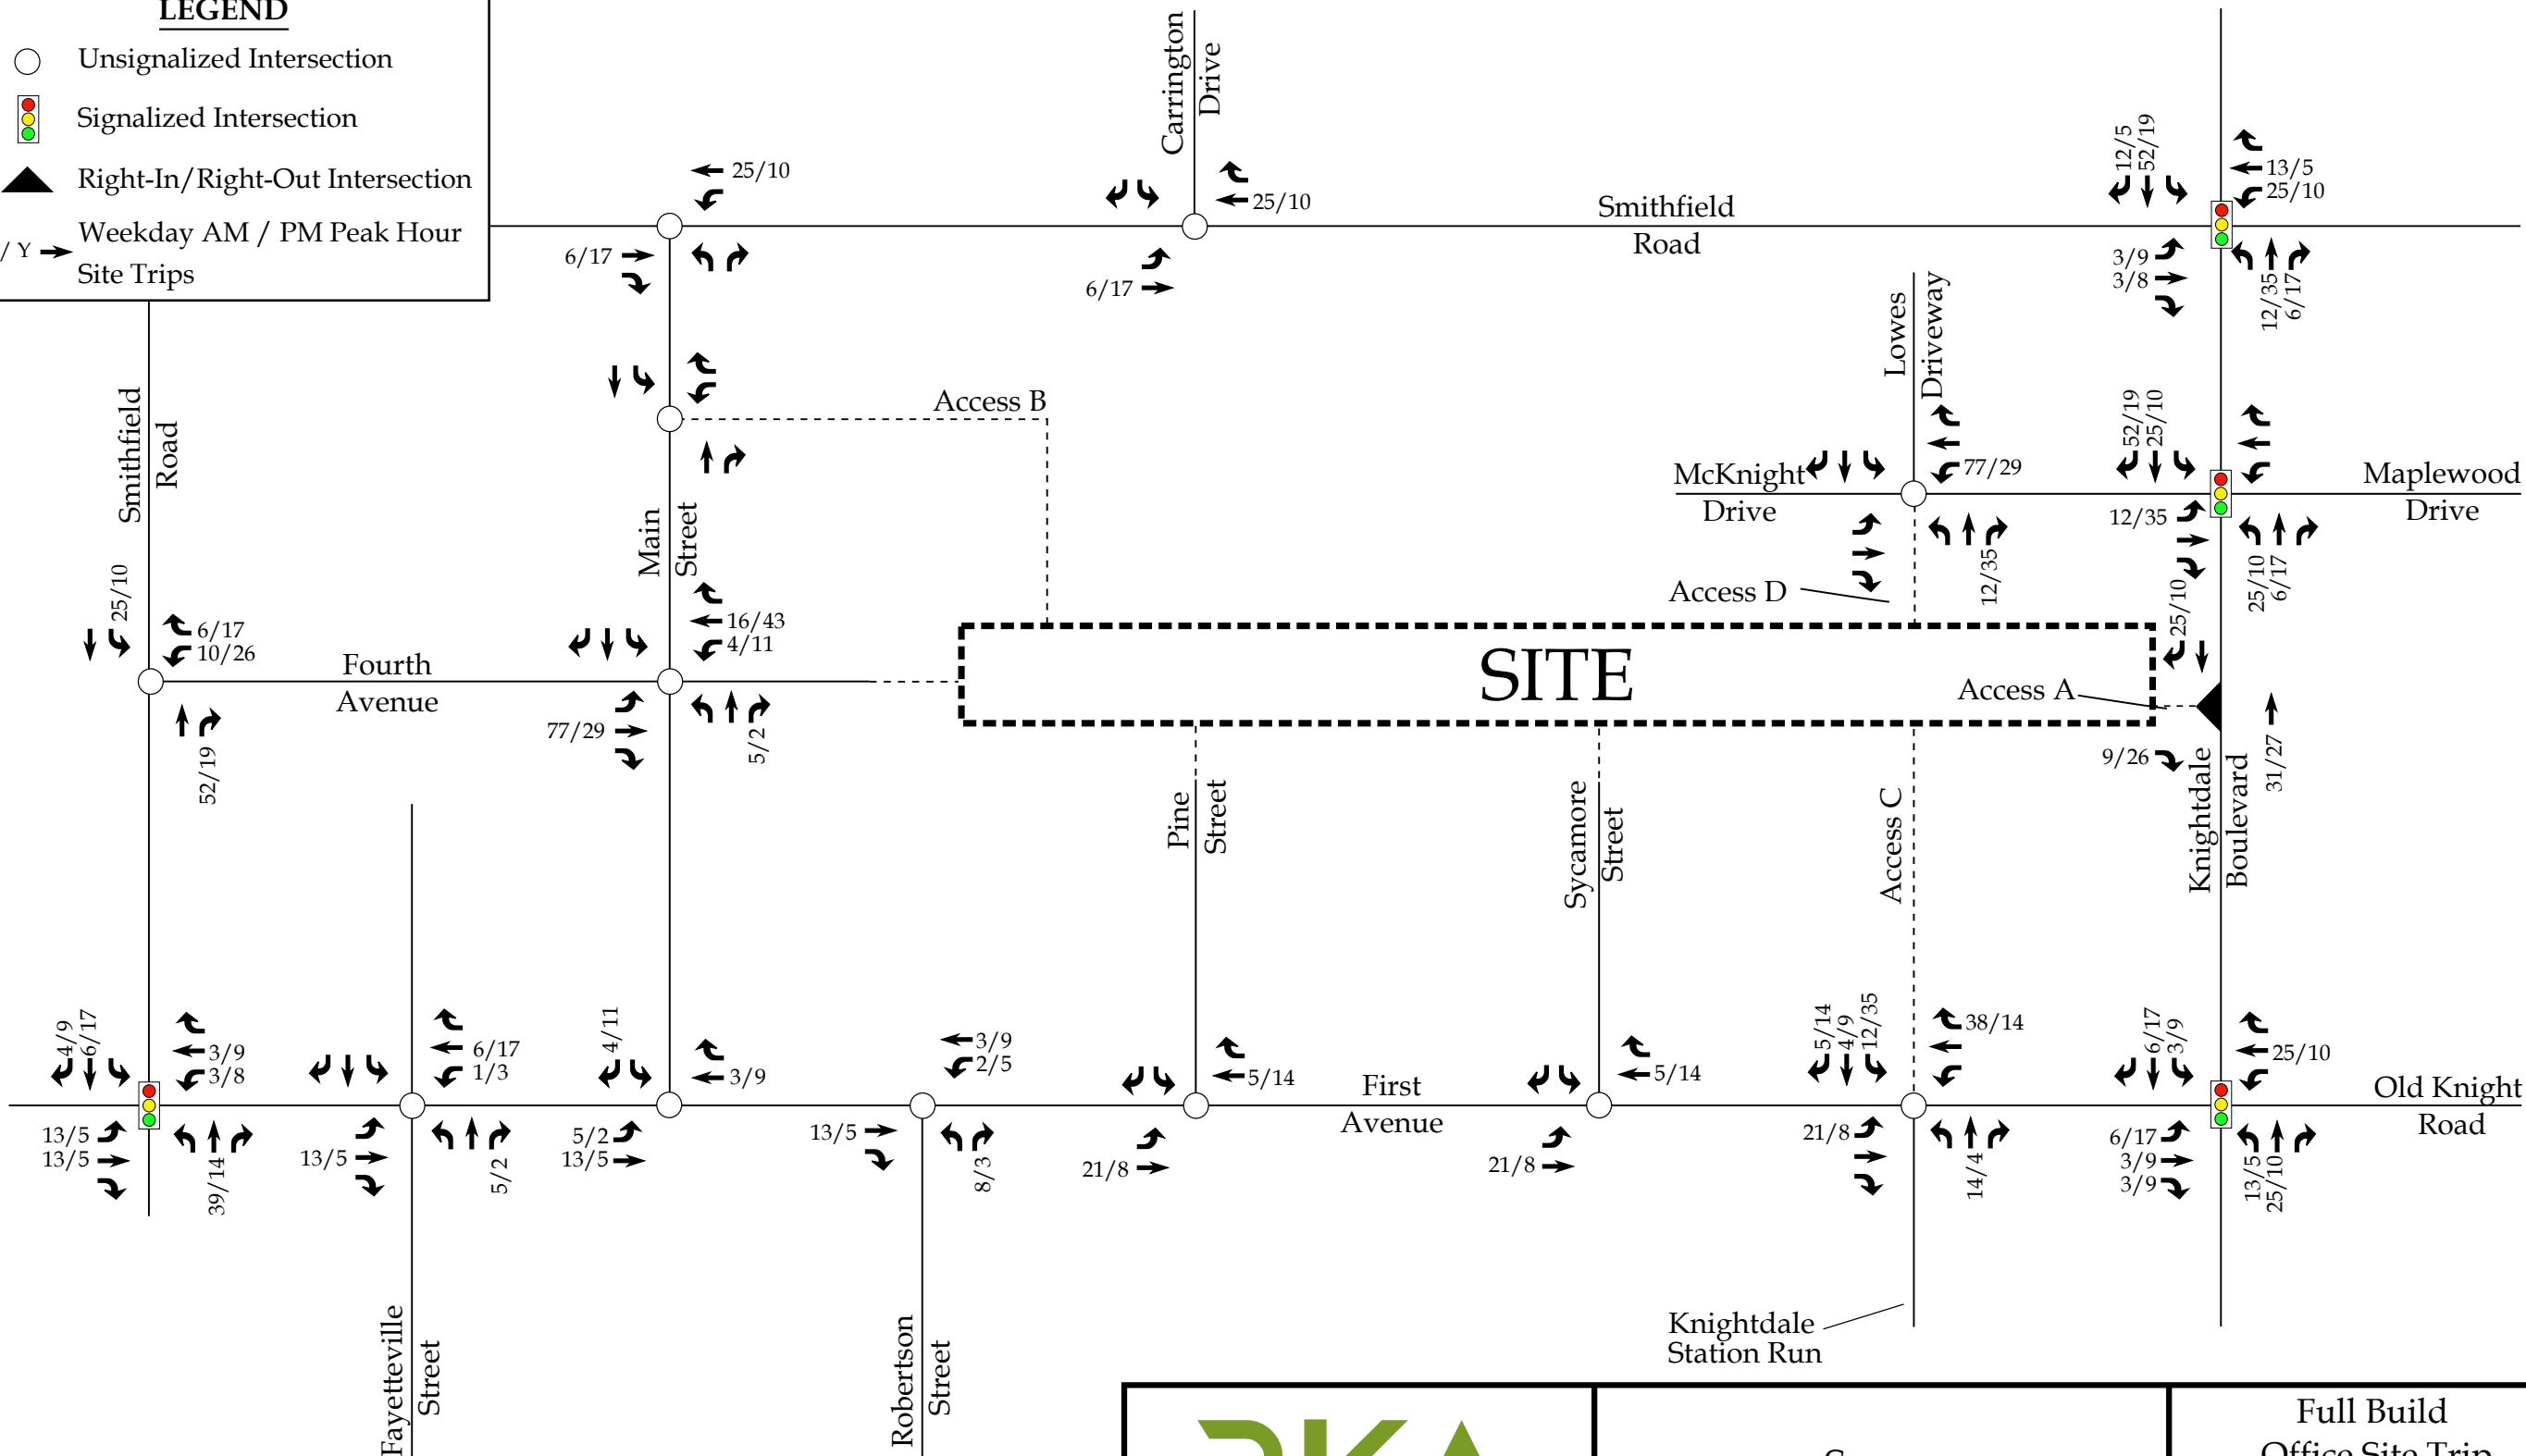 LEGEND
Unsignalized Intersection
Signalized Intersection
Right-In/Right-Out Intersection
/ Y
Weekday AM / PM Peak Hour
Site Trips
Carrington
Drive
25/10
25/10
6/17
6/17
Smithfield
Road
12/5
52/19
13/5
25/10
3/9
3/8
12/35
6/17
Smithfield
Road
Main
Street
Access B
Lowes
Driveway
McKnight
Drive
77/29
12/35
Access D
52/19
25/10
Maplewood
Drive
12/35
25/10
6/17
25/10
6/17
10/26
52/19
Fourth
Avenue
16/43
4/11
77/29
5/2
SITE
25/10
Access A
9/26
31/27
Pine
Street
Sycamore
Street
Access C
Knightdale
Boulevard
4/9
6/17
3/9
3/8
13/5
13/5
39/14
6/17
1/3
13/5
5/2
4/11
3/9
5/2
13/5
3/9
2/5
13/5
8/3
5/14
21/8
First
Avenue
5/14
21/8
5/14
4/9
12/35
38/14
21/8
14/4
6/17
3/9
25/10
Old Knight
Road
6/17
3/9
3/9
13/5
25/10
Fayetteville
Street
Robertson
Street
Knightdale
Station Run
Full Build
Office Site Trip